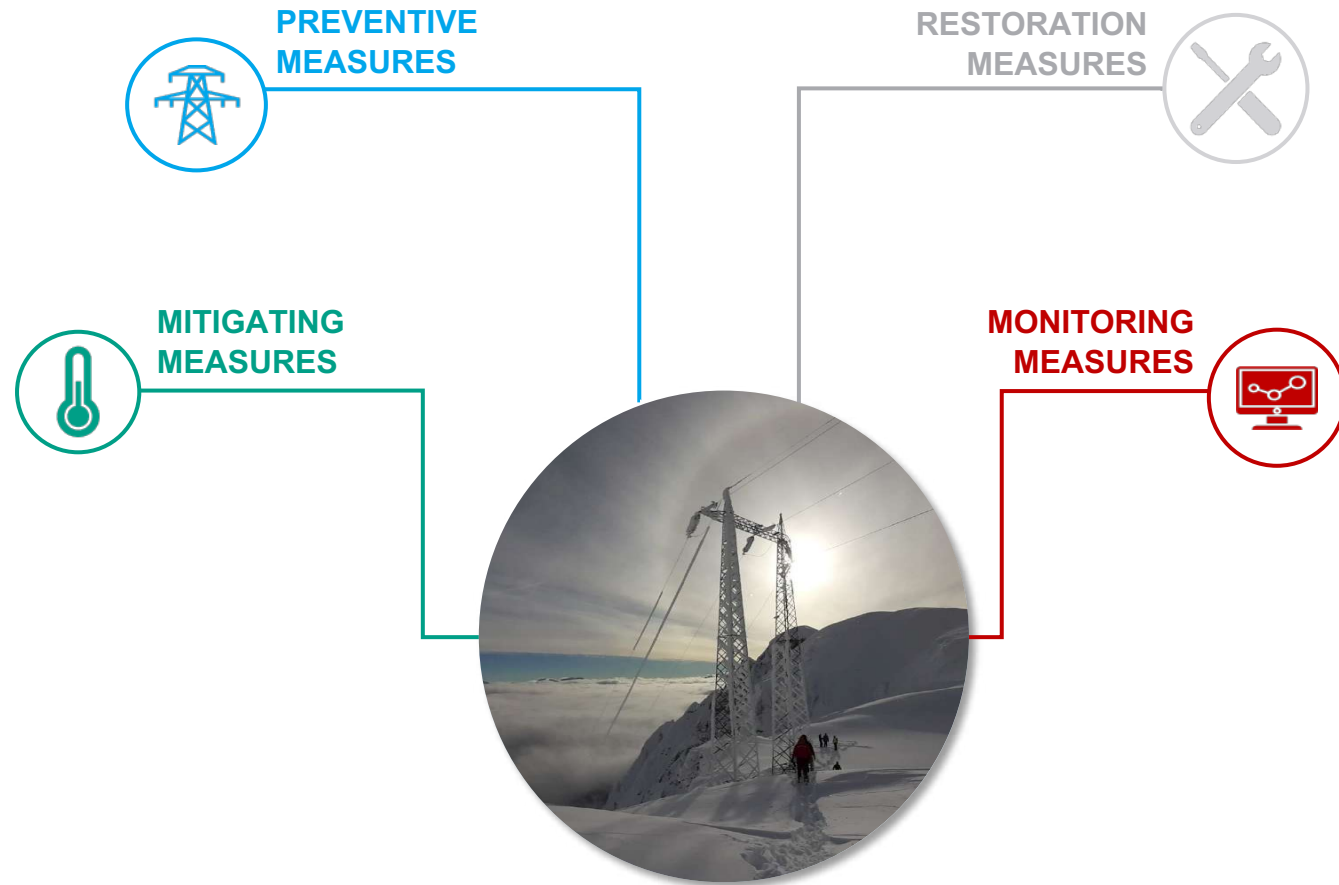 PREVENTIVE
MEASURES
RESTORATION
MEASURES
MITIGATING
MEASURES
MONITORING
MEASURES